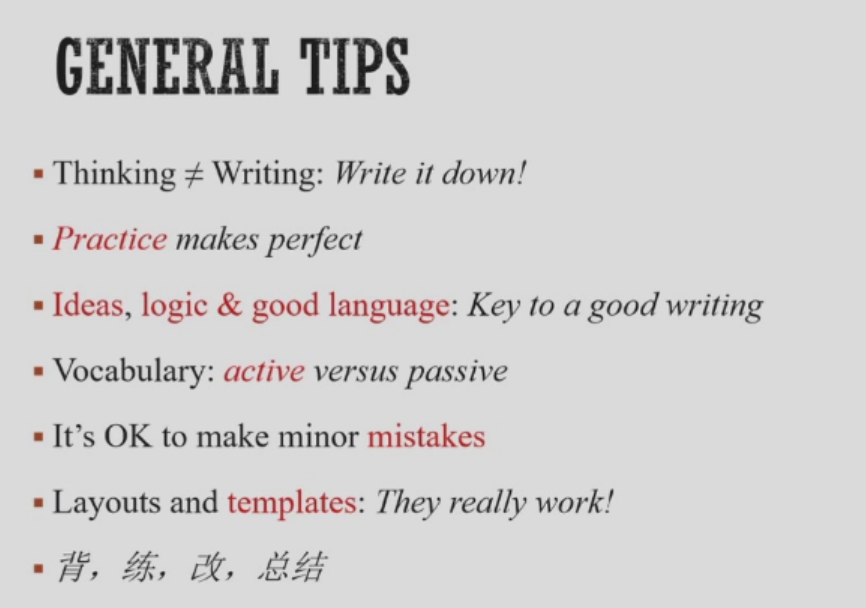 GENERAL TIPS
▪ Thinking ≠ Writing: Write it down!
▪ Practice makes perfect
▪ Ideas, logic & good language: Key to a good writing
▪ Vocabulary: active versus passive
▪ It’s OK to make minor mistakes
▪ Layouts and templates: They really work!
▪ 背，练，改，总结